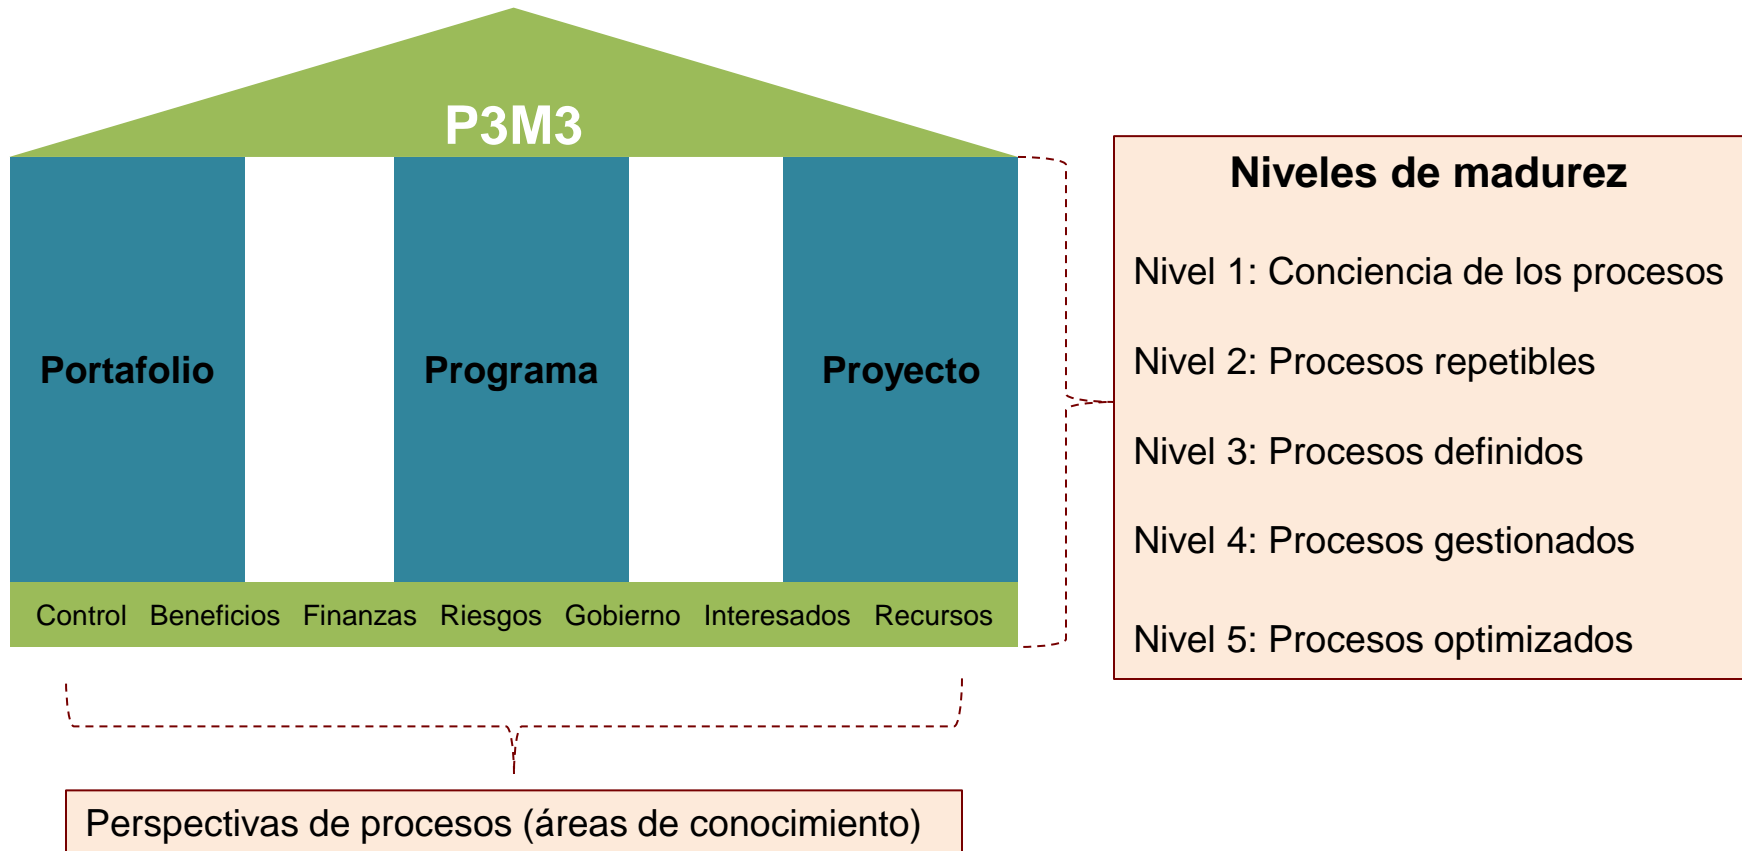 P3M3
Portafolio
Programa
Proyecto
Control Beneficios Finanzas Riesgos Gobierno Interesados Recursos
Niveles de madurez
Nivel 1: Conciencia de los procesos
Nivel 2: Procesos repetibles
Nivel 3: Procesos definidos
Nivel 4: Procesos gestionados
Nivel 5: Procesos optimizados
Perspectivas de procesos (áreas de conocimiento)